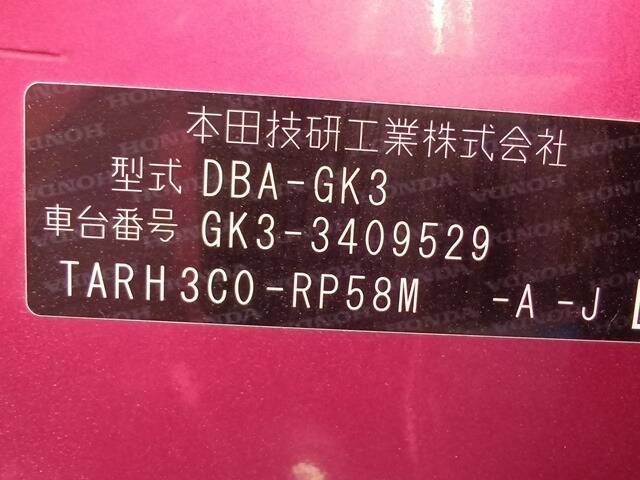 本田技研工業株式会社
型式 DBA-GK3
車台番号 GK3-3409529
TARH3C0-RP58M -A -J